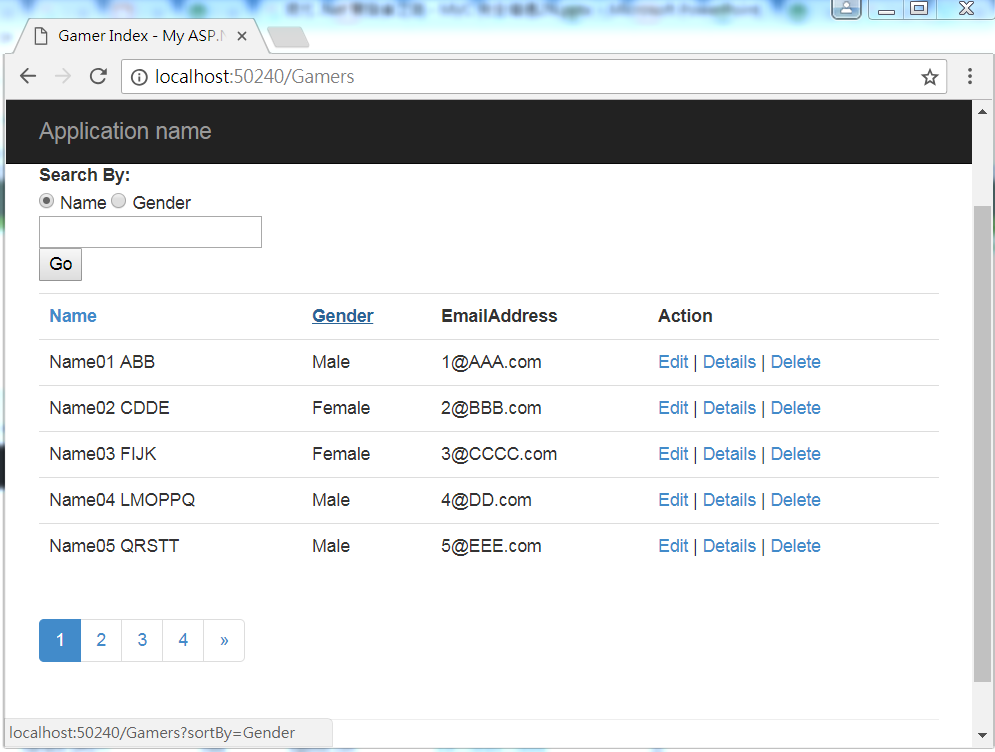 Gamer Index - My ASP.N
localhost:50240/Gamers
Application name
Search By:
Name Gender
Go
Name Gender EmailAddress Action
Name01 ABB Male 1@AAA.com Edit | Details | Delete
Name02 CDDE Female 2@BBB.com Edit | Details | Delete
Name03 FIJK Female 3@CCCC.com Edit | Details | Delete
Name04 LMOPPQ Male 4@DD.com Edit | Details | Delete
Name05 QRSTT Male 5@EEE.com Edit | Details | Delete
1 2 3 4 »
localhost:50240/Gamers?sortBy=Gender